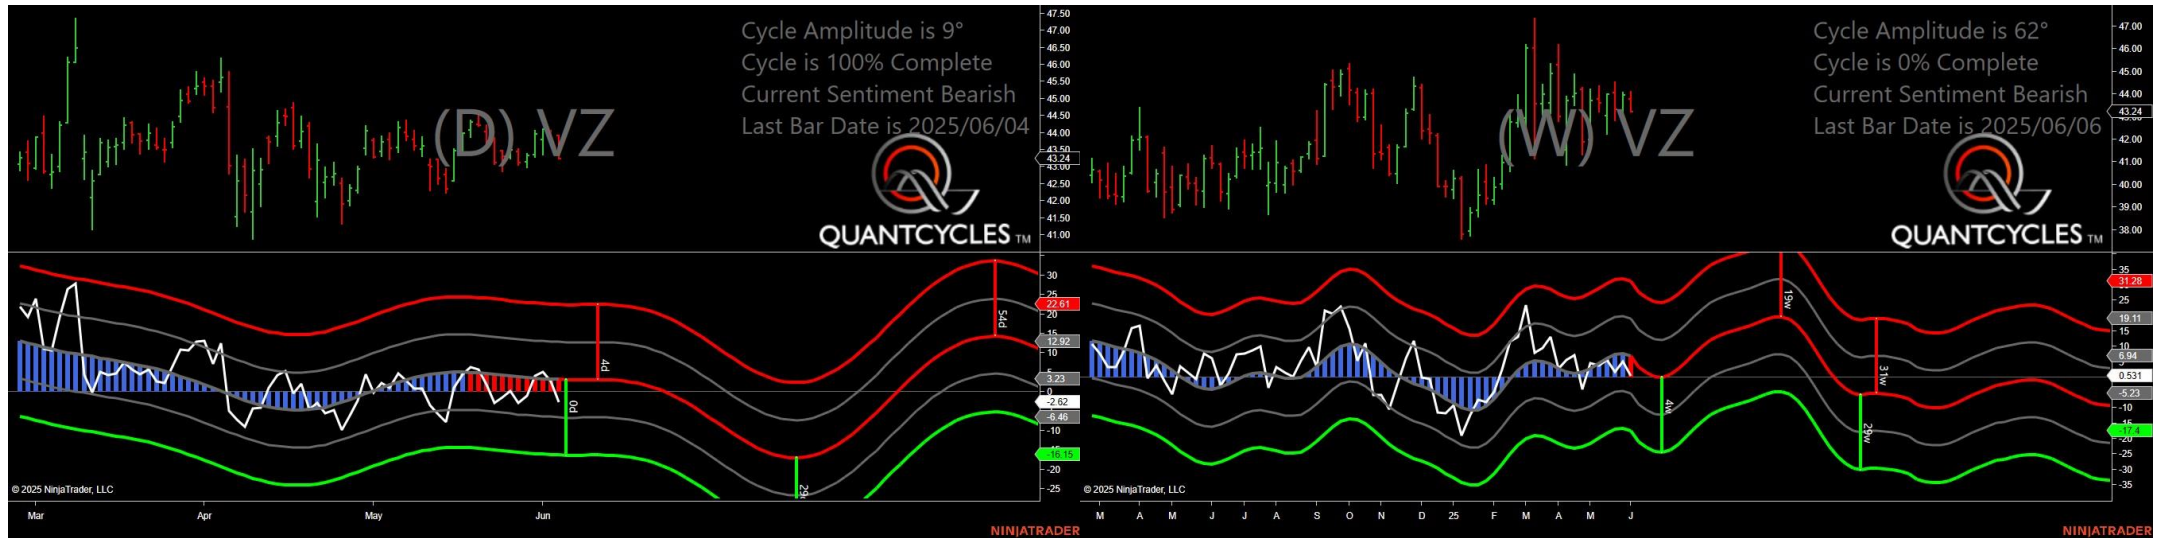 Cycle Amplitude is 9°
Cycle is 100% Complete
Current Sentiment Bearish
Last Bar Date is 2025/06/04
(D) VZ
QUANTCYCLES TM
47.50
47.00
46.50
46.00
45.50
45.00
44.50
44.00
43.50
43.24
43.00
42.50
42.00
41.50
41.00
30
25
22.61
20
15
12.92
10
5
3.23
0
-2.62
-6.46
-10
-16.15
-20
-25
4d
0d
54d
© 2025 NinjaTrader, LLC
Mar Apr May Jun
NINJATRADER
Cycle Amplitude is 62°
Cycle is 0% Complete
Current Sentiment Bearish
Last Bar Date is 2025/06/06
(W) VZ
QUANTCYCLES TM
47.00
46.00
45.00
44.00
43.24
42.00
41.00
40.00
39.00
38.00
35
31.28
25
19.11
15
10
6.94
0.531
-5.23
-10
-17.4
-20
-25
-30
-35
4w
19w
29w
31w
© 2025 NinjaTrader, LLC
M A M J J A S O N D 25 F M A M J
NINJATRADER